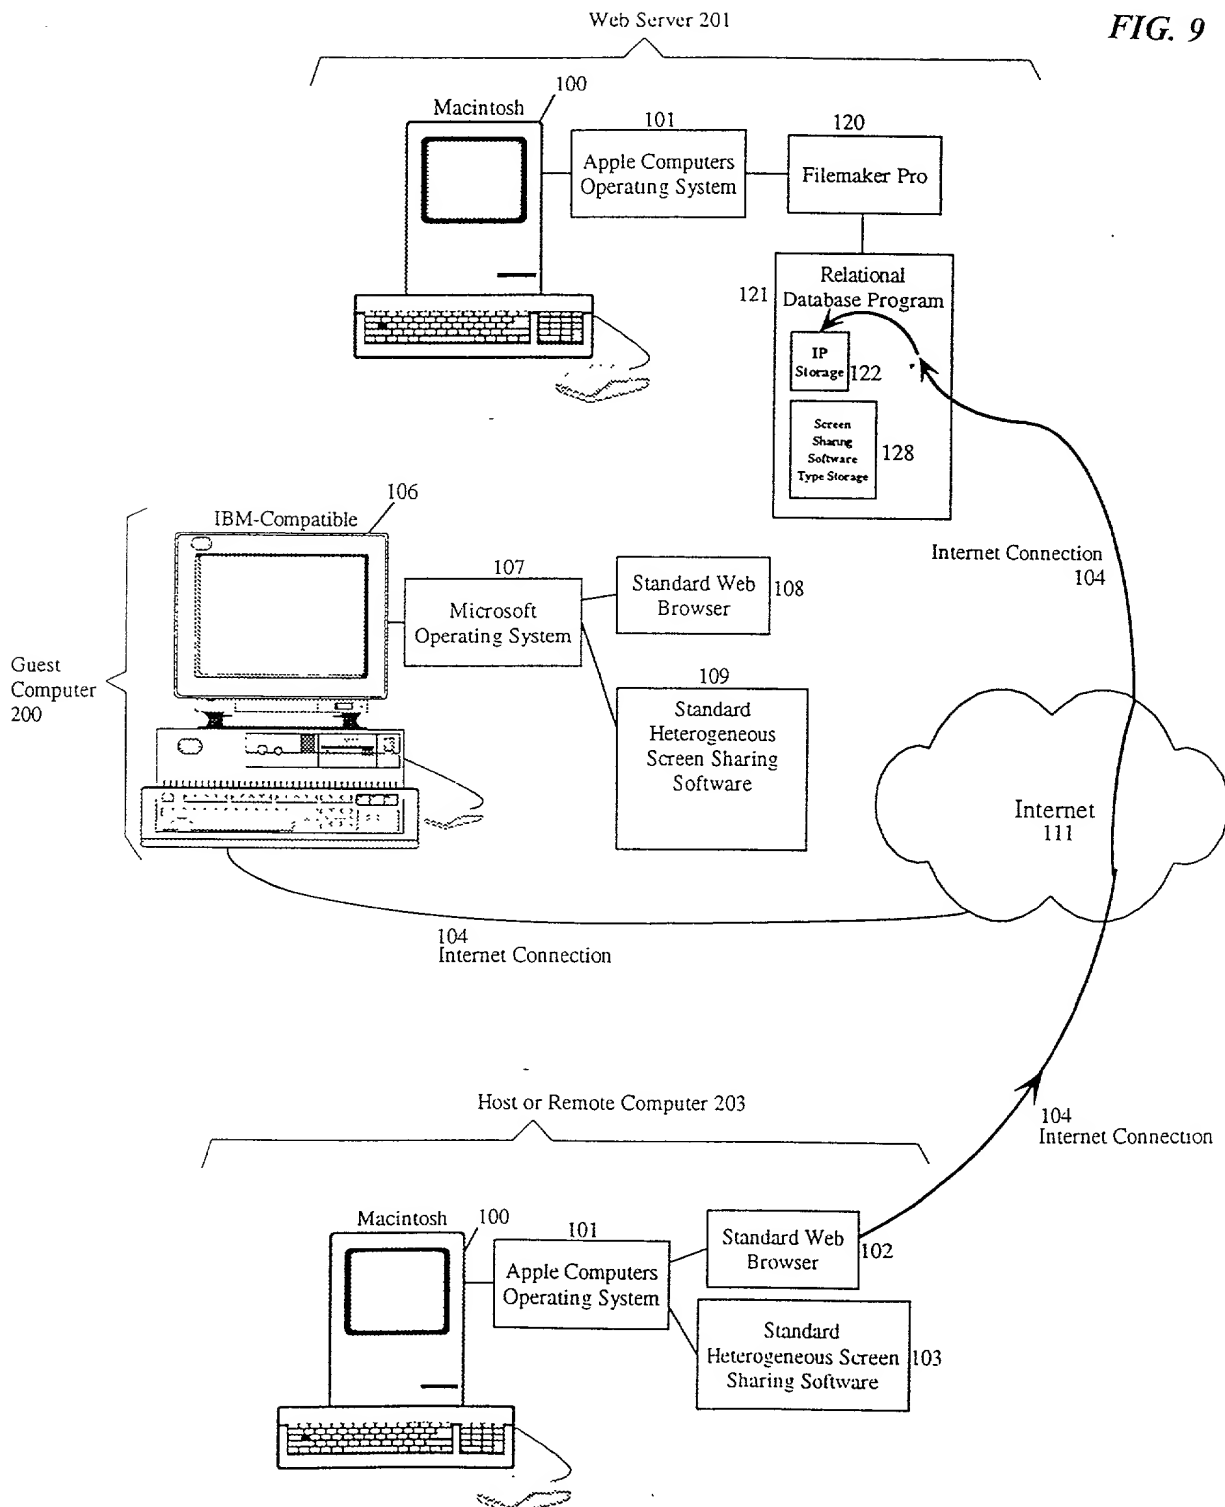 Web Server 201
FIG. 9
100
Macintosh
101
Apple Computers
Operating System
120
Filemaker Pro
121
Relational
Database Program
IP
Storage
122
Screen
Sharing
Software
Type Storage
128
Internet Connection
104
106
IBM-Compatible
107
Microsoft
Operating System
Standard Web
Browser
108
109
Standard
Heterogeneous
Screen Sharing
Software
Guest
Computer
200
Internet
111
104
Internet Connection
Host or Remote Computer 203
104
Internet Connection
Macintosh
100
101
Apple Computers
Operating System
Standard Web
Browser
102
Standard
Heterogeneous Screen
Sharing Software
103